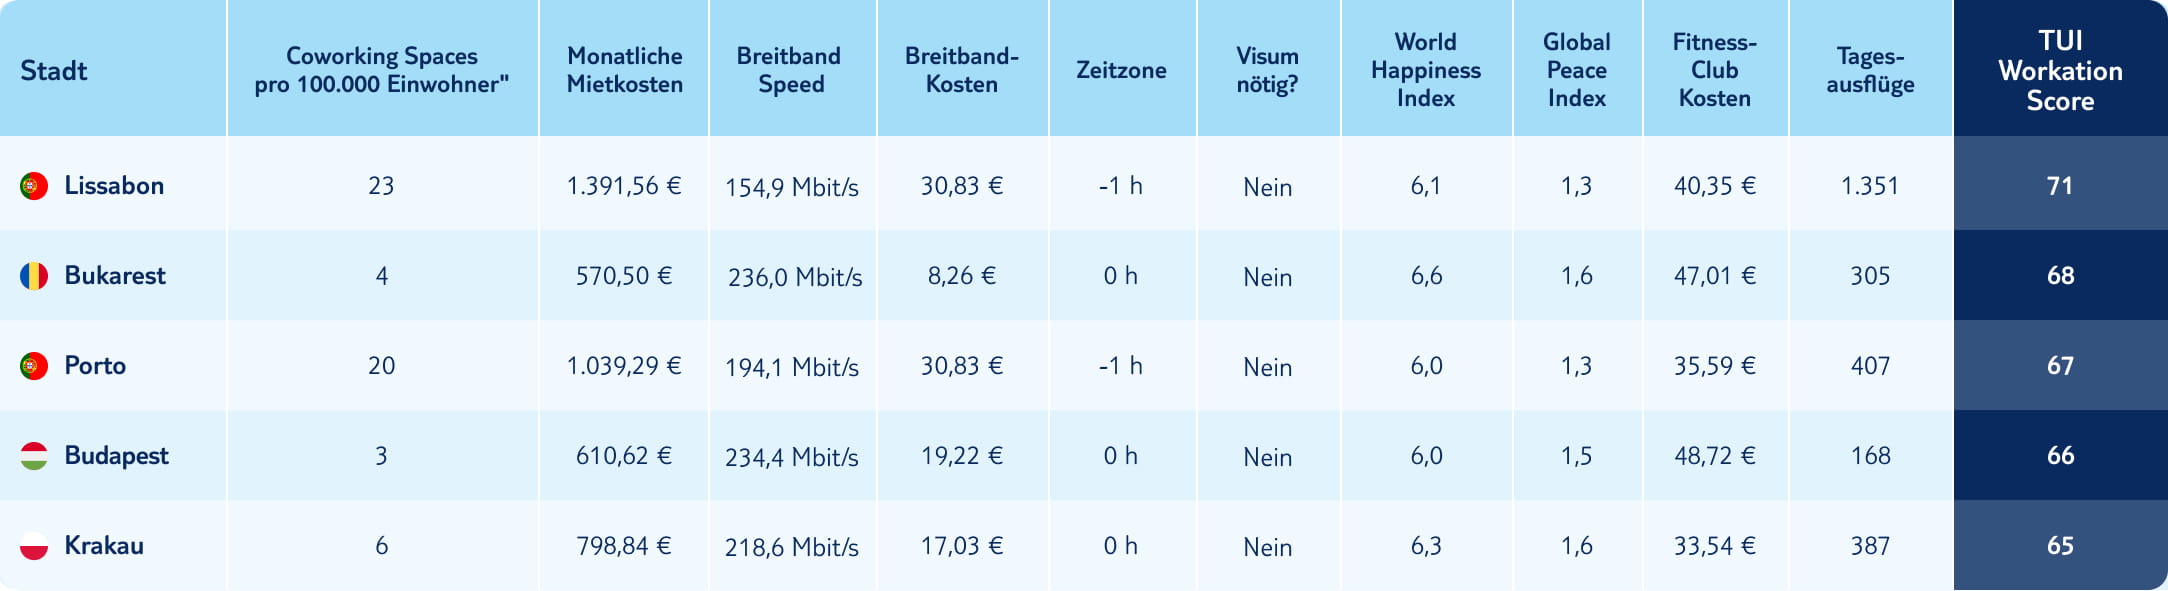 Stadt
Coworking Spaces
pro 100.000 Einwohner"
Monatliche
Mietkosten
Breitband
Speed
Breitband-
Kosten
Zeitzone
Visum
nötig?
World
Happiness
Index
Global
Peace
Index
Fitness-
Club
Kosten
Tages-
ausflüge
TUI
Workation
Score
Lissabon 23 1.391,56 € 154,9 Mbit/s 30,83 € -1 h Nein 6,1 1,3 40,35 € 1.351 71
Bukarest 4 570,50 € 236,0 Mbit/s 8,26 € 0 h Nein 6,6 1,6 47,01 € 305 68
Porto 20 1.039,29 € 194,1 Mbit/s 30,83 € -1 h Nein 6,0 1,3 35,59 € 407 67
Budapest 3 610,62 € 234,4 Mbit/s 19,22 € 0 h Nein 6,0 1,5 48,72 € 168 66
Krakau 6 798,84 € 218,6 Mbit/s 17,03 € 0 h Nein 6,3 1,6 33,54 € 387 65